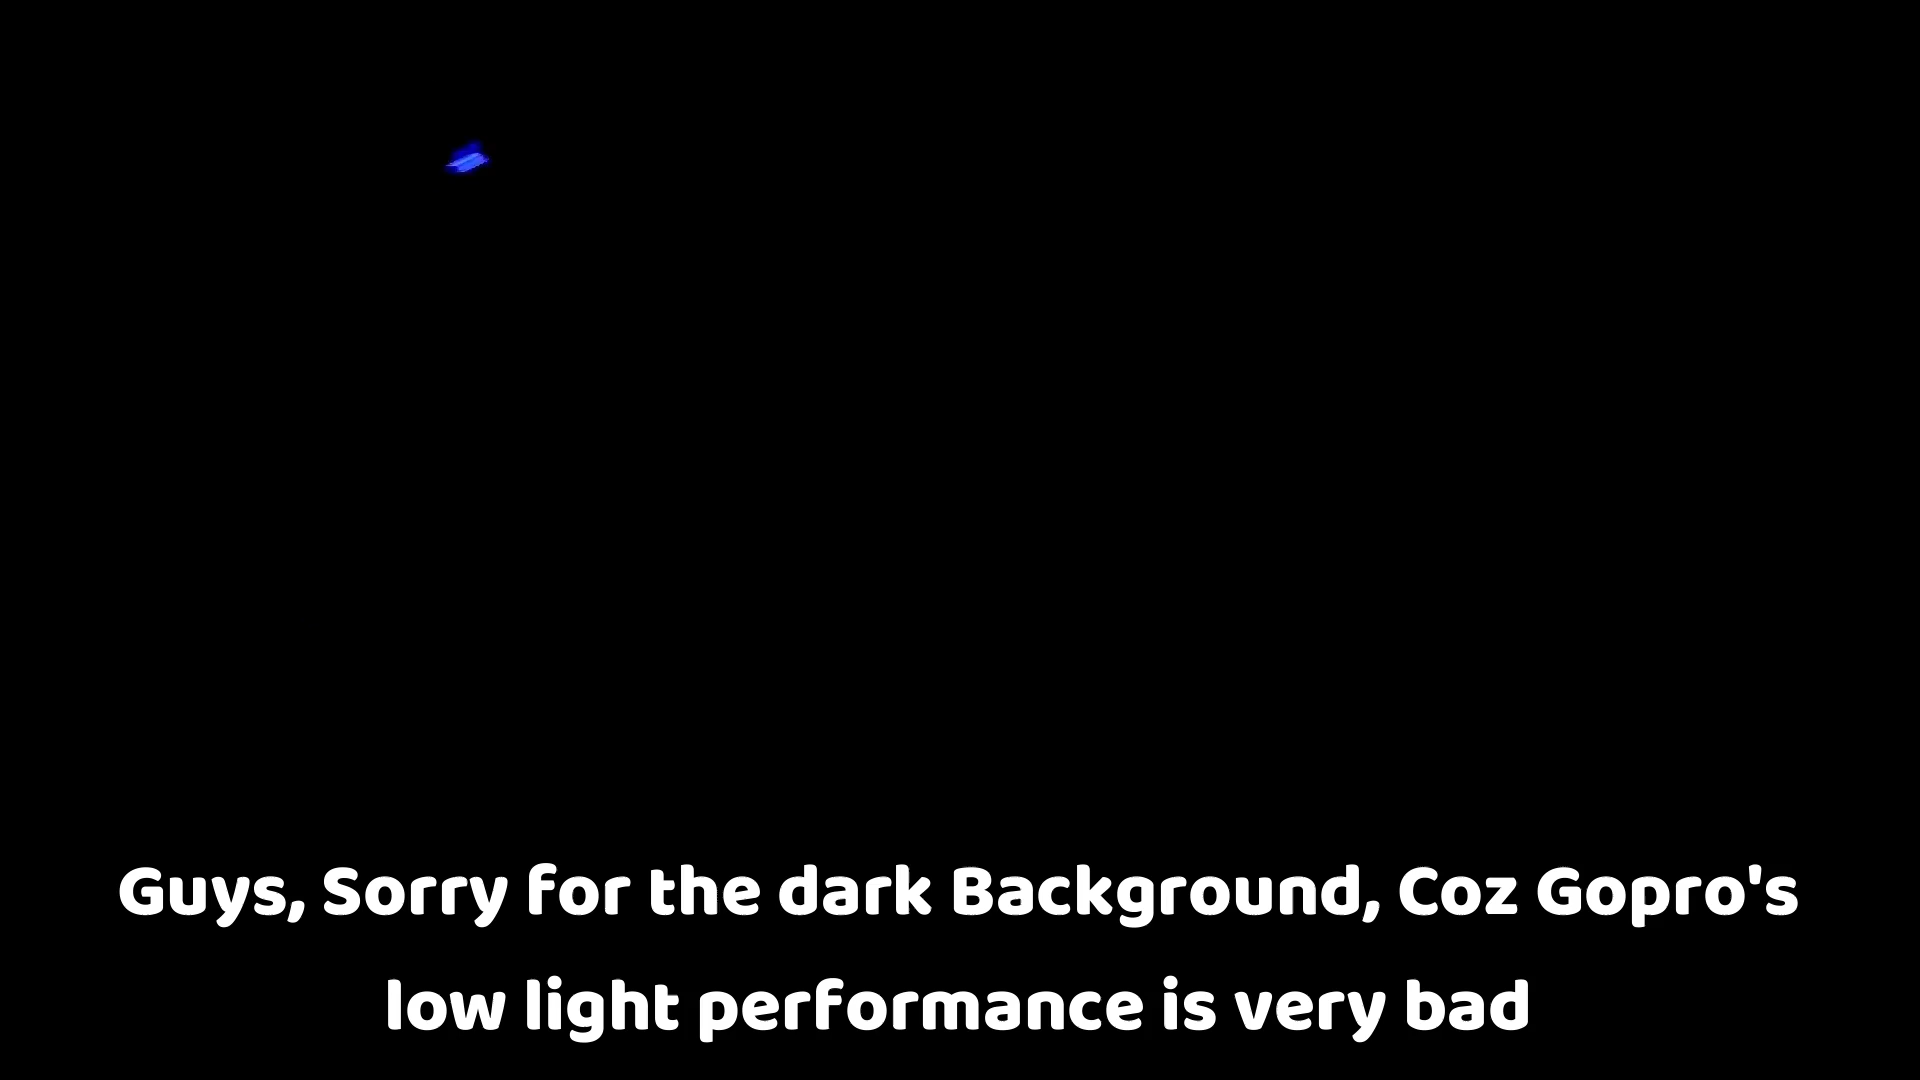 Guys, Sorry for the dark Background, Coz Gopro's
low light performance is very bad